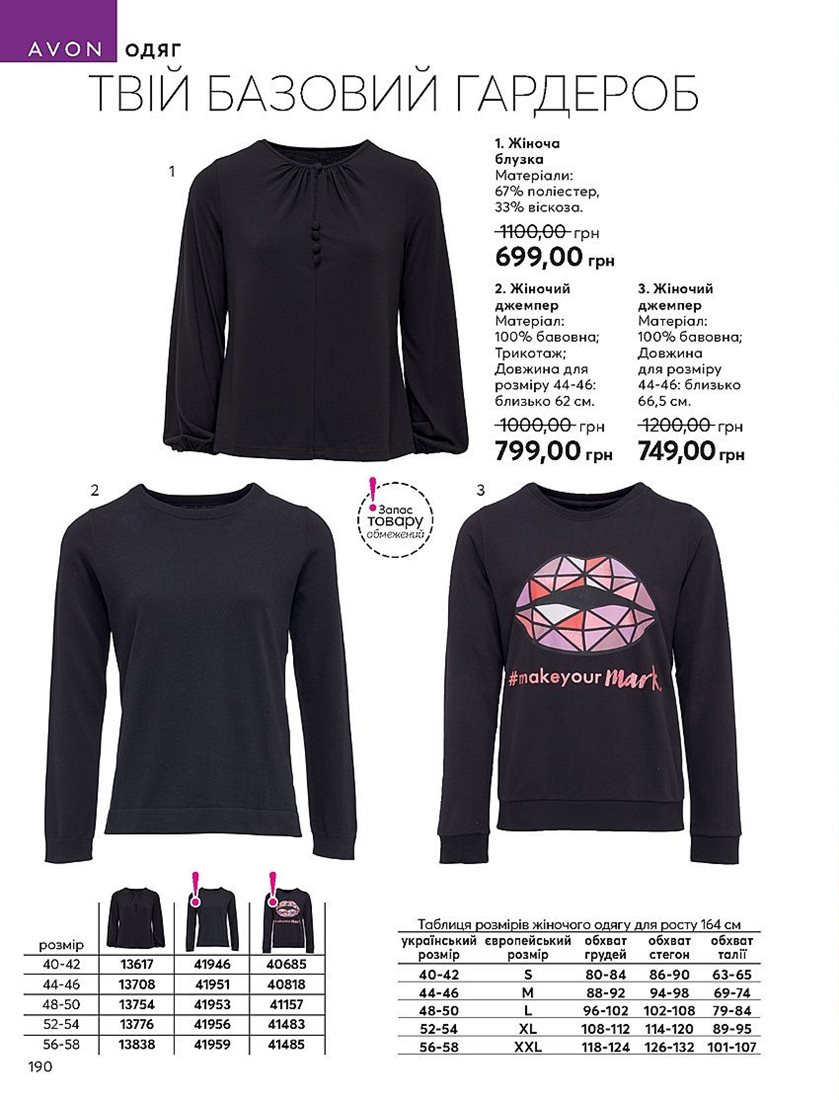 AVON ОДЯГ
ТВІЙ БАЗОВИЙ ГАРДЕРОБ
1
1. Жіноча
блузка
Матеріали:
67% поліестер,
33% віскоза.
1100,00 грн
699,00 грн
2. Жіночий
джемпер
Матеріал:
100% бавовна;
Трикотаж;
Довжина для
розміру 44-46:
близько 62 см.
1000,00 грн
799,00 грн
3. Жіночий
джемпер
Матеріал:
100% бавовна;
Довжина
для розміру
44-46: близько
66,5 см.
1200,00 грн
749,00 грн
2
Запас
товару
обмежений
3
#makeyour mark.
розмір
40-42 13617 41946 40685
44-46 13708 41951 40818
48-50 13754 41953 41157
52-54 13776 41956 41483
56-58 13838 41959 41485
Таблиця розмірів жіночого одягу для росту 164 см
український європейський обхват обхват обхват
розмір розмір грудей стегон талії
40-42 S 80-84 86-90 63-65
44-46 M 88-92 94-98 69-74
48-50 L 96-102 102-108 79-84
52-54 XL 108-112 114-120 89-95
56-58 XXL 118-124 126-132 101-107
190